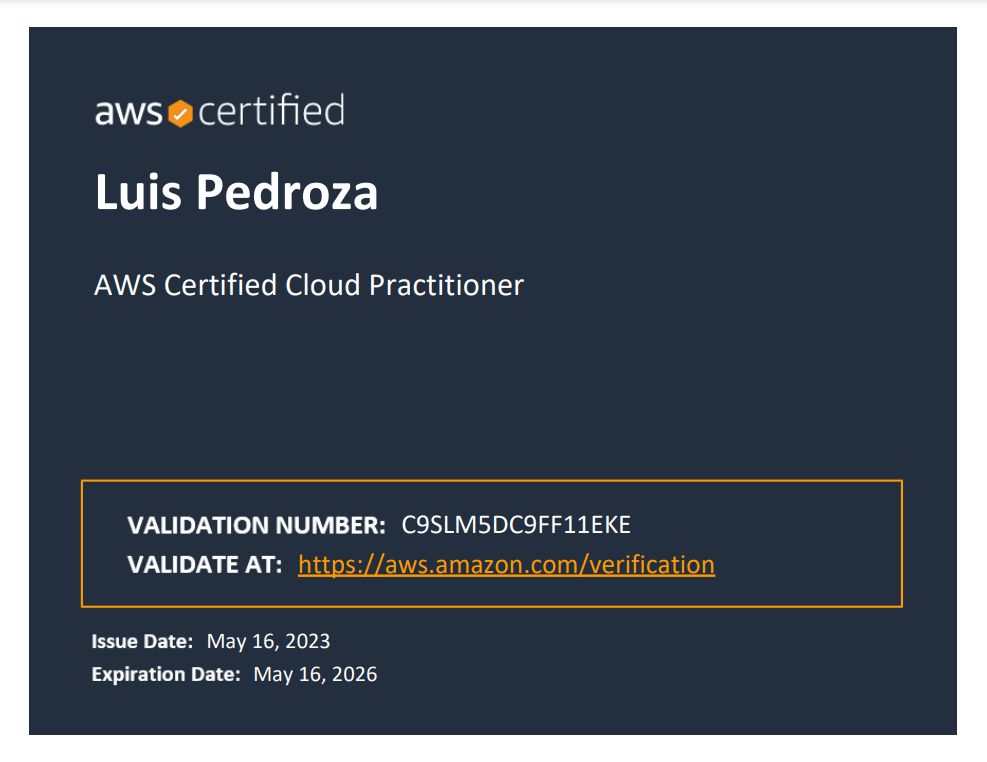 aws certified
Luis Pedroza
AWS Certified Cloud Practitioner
VALIDATION NUMBER: C9SLM5DC9FF11EKE
VALIDATE AT: https://aws.amazon.com/verification
Issue Date: May 16, 2023
Expiration Date: May 16, 2026